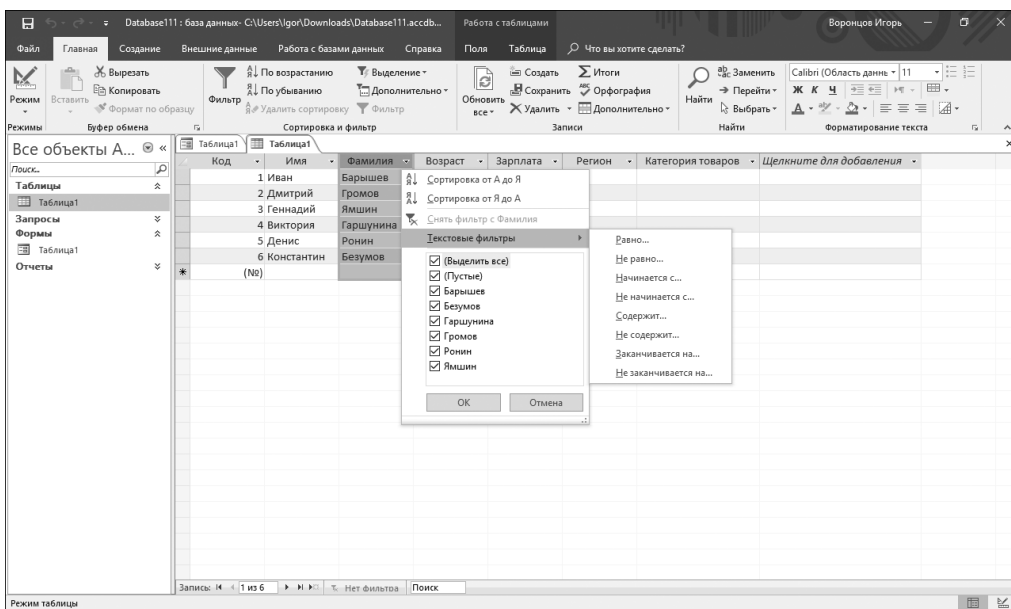 Database111 : база данных- C:\Users\Igor\Downloads\Database111.accdb... Работа с таблицами Воронцов Игорь
Файл Главная Создание Внешние данные Работа с базами данных Справка Поля Таблица Что вы хотите сделать?
Режим
Режимы
Вставить
Вырезать
Копировать
Формат по образцу
Буфер обмена
Фильтр
По возрастанию
По убыванию
Удалить сортировку
Выделение
Дополнительно
Фильтр
Сортировка и фильтр
Обновить все
Создать
Сохранить
Удалить
Итоги
Орфография
Дополнительно
Записи
Найти
Заменить
Перейти
Выбрать
Найти
Calibri (Область даннь 11
Ж К Ч
Форматирование текста
Все объекты A...
Поиск...
Таблицы
Таблица1
Запросы
Формы
Таблица1
Отчеты
Таблица1 Таблица1
Код Имя Фамилия Возраст Зарплата Регион Категория товаров Щелкните для добавления
1 Иван Барышев
2 Дмитрий Громов
3 Геннадий Ямшин
4 Виктория Гаршунина
5 Денис Ронин
6 Константин Безумов
(№)
Сортировка от А до Я
Сортировка от Я до А
Снять фильтр с Фамилия
Текстовые фильтры
(Выделить все)
(Пустые)
Барышев
Безумов
Гаршунина
Громов
Ронин
Ямшин
ОК Отмена
Равно...
Не равно...
Начинается с...
Не начинается с...
Содержит...
Не содержит...
Заканчивается на...
Не заканчивается на...
Запись: 1 из 6 Нет фильтра Поиск
Режим таблицы